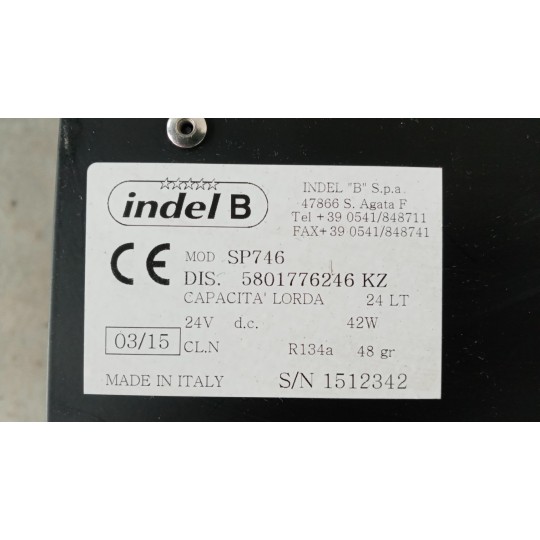 indel B
INDEL "B" S.p.a
47866 S. Agata F
Tel +39 0541/848711
FAX+39 0541/848741
CE
MOD SP746
DIS. 5801776246 KZ
CAPACITA' LORDA 24 LT
24V d.c. 42W
03/15 CL.N R134a 48 gr
MADE IN ITALY S/N 1512342